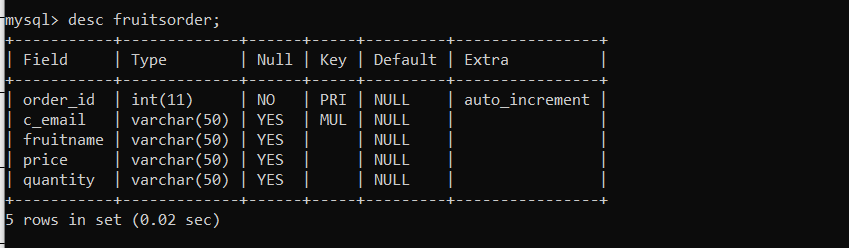 mysql> desc fruitsorder;
+-----------+-------------+------+-----+---------+----------------+
| Field     | Type        | Null | Key | Default | Extra          |
+-----------+-------------+------+-----+---------+----------------+
| order_id  | int(11)     | NO   | PRI | NULL    | auto_increment |
| c_email   | varchar(50) | YES  | MUL | NULL    |                |
| fruitname | varchar(50) | YES  |     | NULL    |                |
| price     | varchar(50) | YES  |     | NULL    |                |
| quantity  | varchar(50) | YES  |     | NULL    |                |
+-----------+-------------+------+-----+---------+----------------+
5 rows in set (0.02 sec)